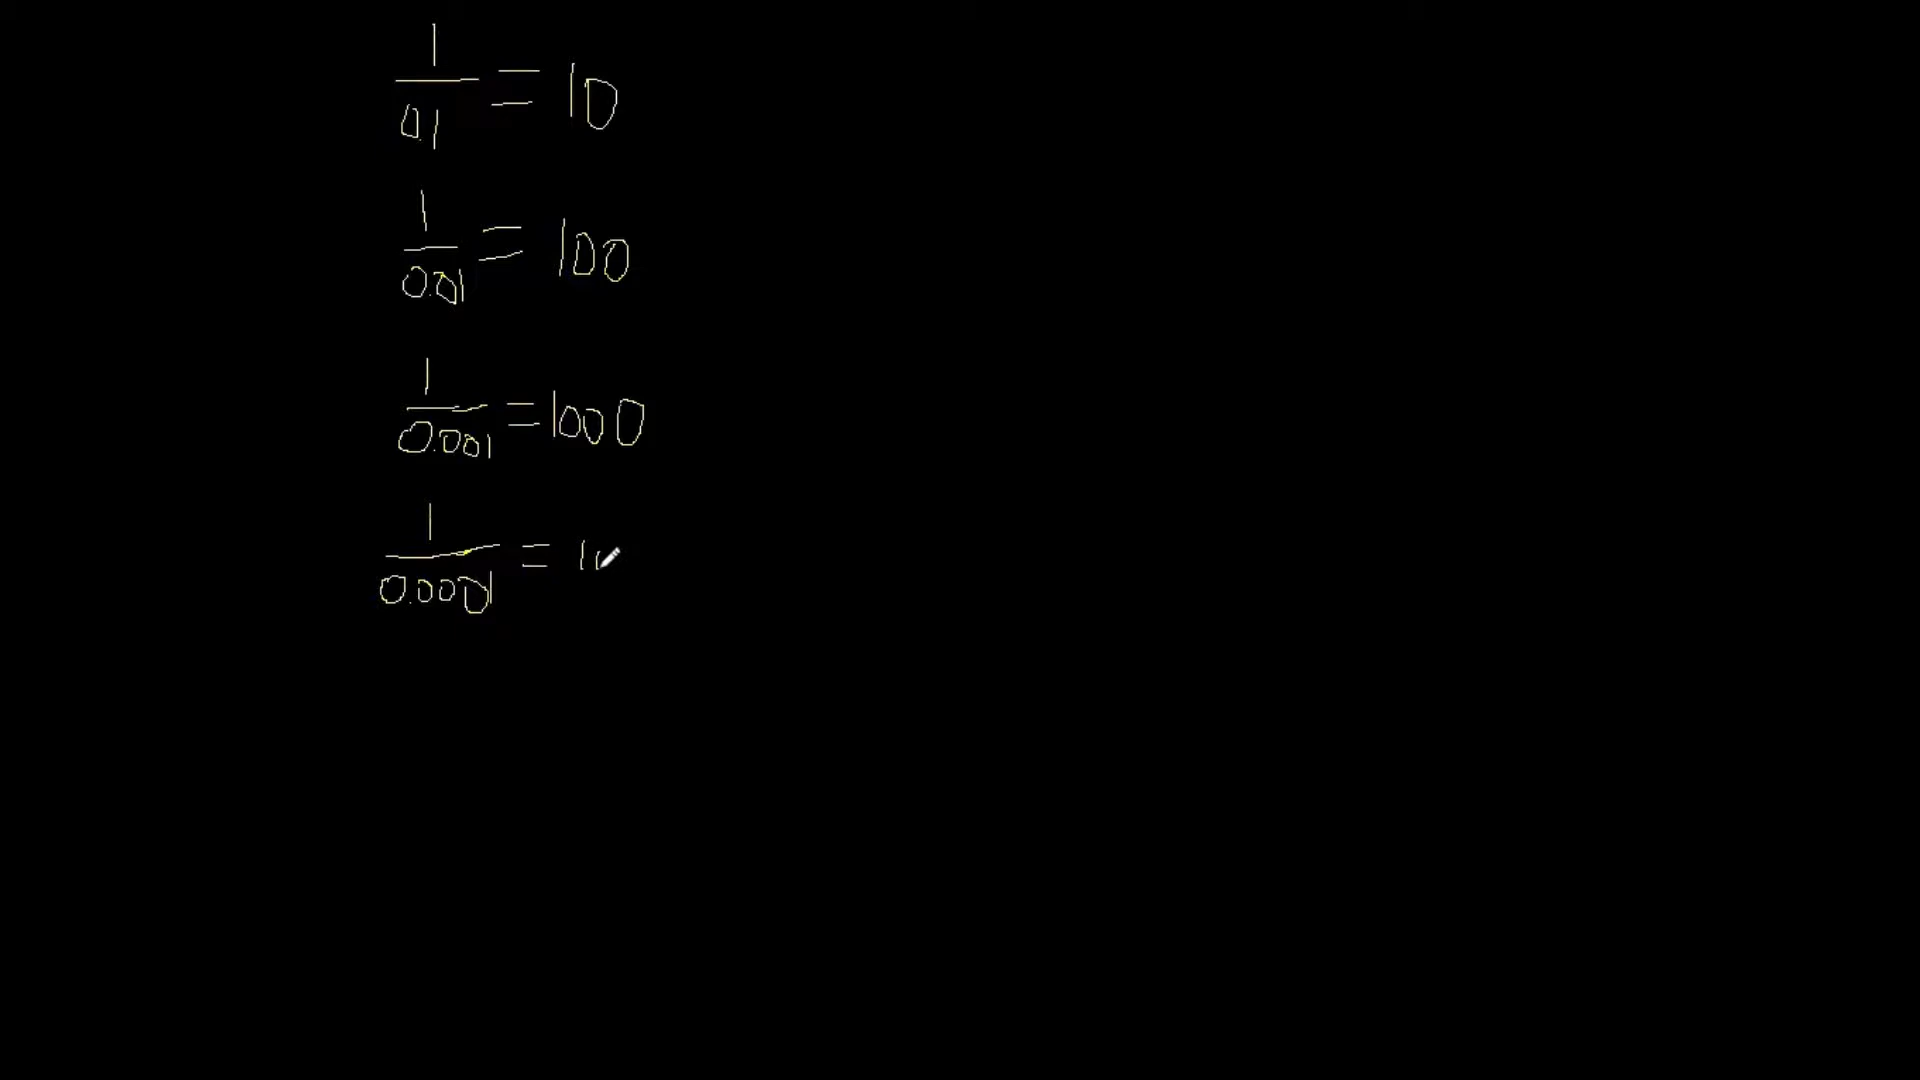 1/0.1 = 10
1/0.01 = 100
1/0.001 = 1000
1/0.0001 = 1